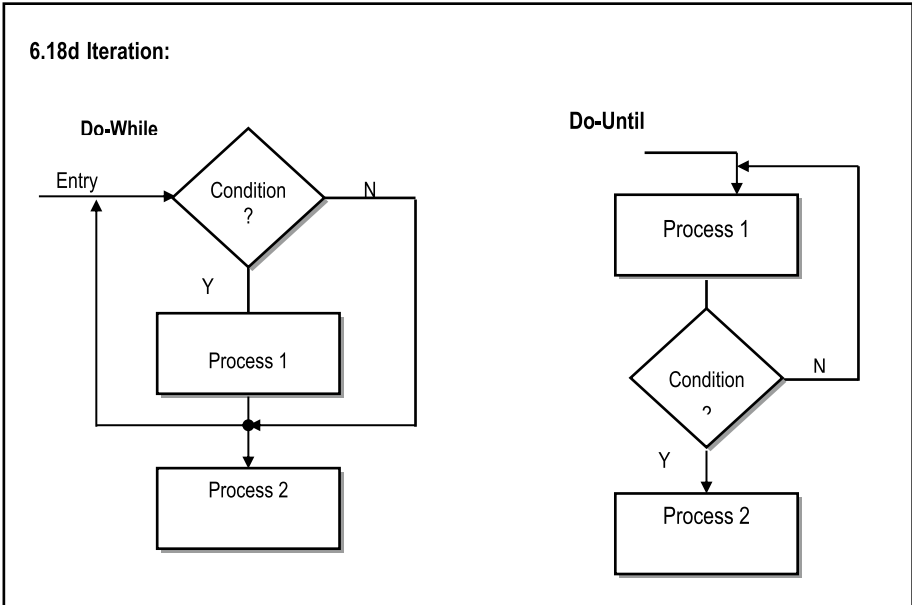 6.18d Iteration:
Do-While
Entry
Condition
?
N
Y
Process 1
Process 2
Do-Until
Process 1
Condition
?
N
Y
Process 2